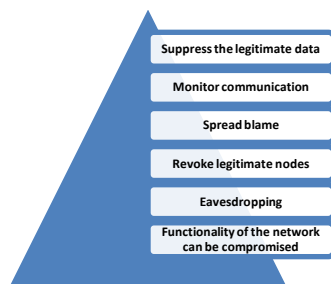 Suppress the legitimate data
Monitor communication
Spread blame
Revoke legitimate nodes
Eavesdropping
Functionality of the network
can be compromised